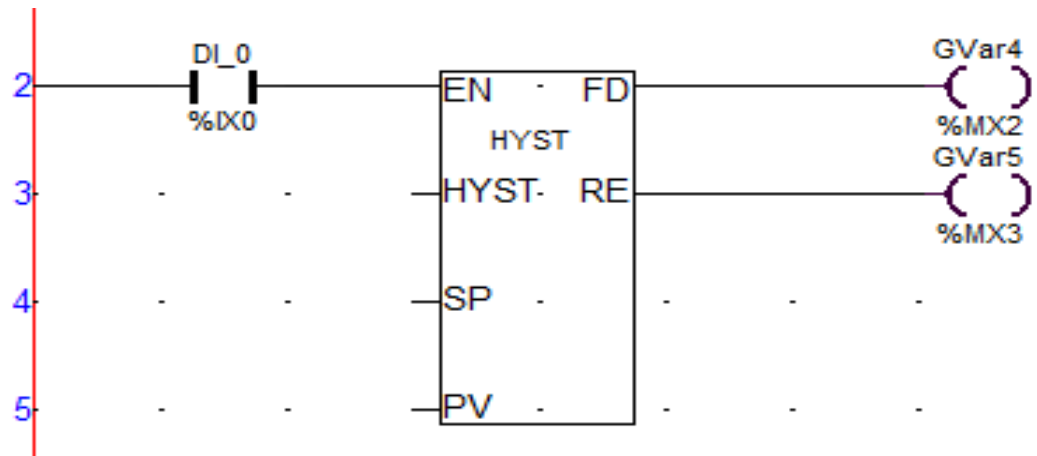 DI_0 GVar4
2 EN FD
%IX0 %MX2
HYST GVar5
3 HYST RE
%MX3
4 SP
5 PV